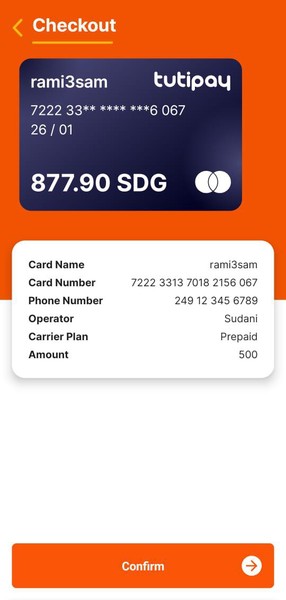 Checkout
rami3sam tutipay
7222 33** **** ***6 067
26 / 01
877.90 SDG
Card Name rami3sam
Card Number 7222 3313 7018 2156 067
Phone Number 249 12 345 6789
Operator Sudani
Carrier Plan Prepaid
Amount 500
Confirm